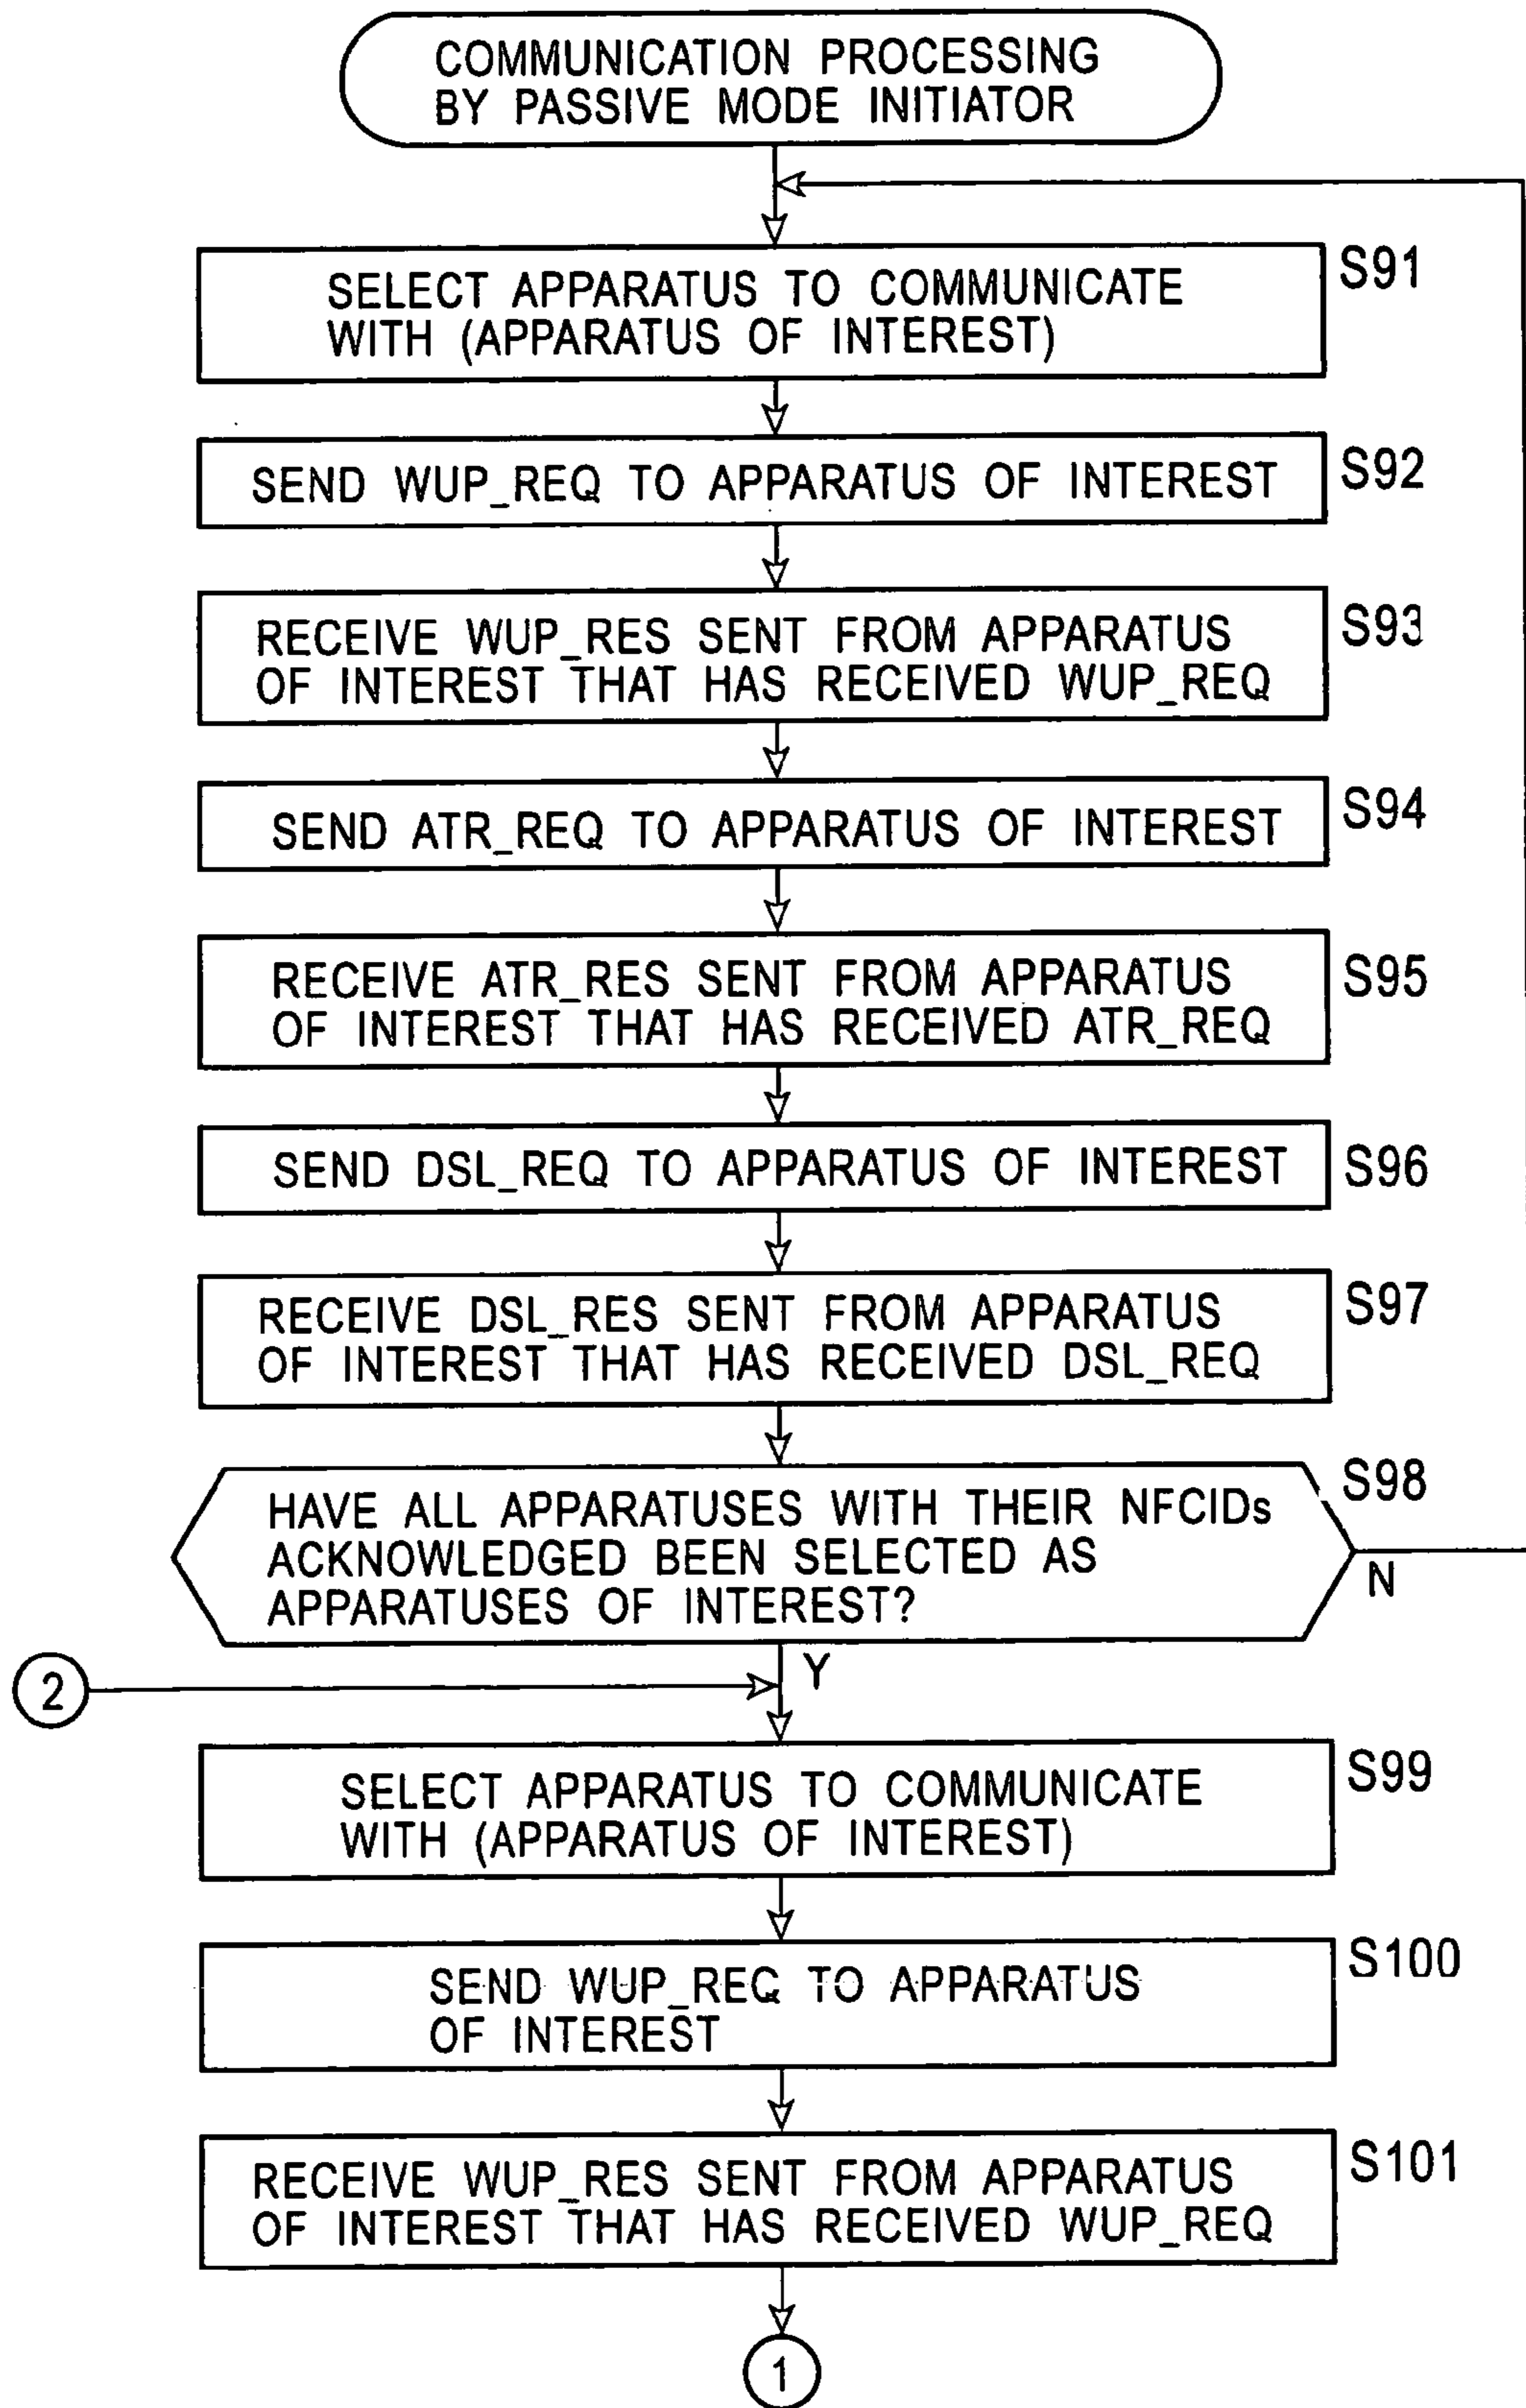 COMMUNICATION PROCESSING
BY PASSIVE MODE INITIATOR
SELECT APPARATUS TO COMMUNICATE
WITH (APPARATUS OF INTEREST)
S91
SEND WUP_REQ TO APPARATUS OF INTEREST
S92
RECEIVE WUP_RES SENT FROM APPARATUS
OF INTEREST THAT HAS RECEIVED WUP_REQ
S93
SEND ATR_REQ TO APPARATUS OF INTEREST
S94
RECEIVE ATR_RES SENT FROM APPARATUS
OF INTEREST THAT HAS RECEIVED ATR_REQ
S95
SEND DSL_REQ TO APPARATUS OF INTEREST
S96
RECEIVE DSL_RES SENT FROM APPARATUS
OF INTEREST THAT HAS RECEIVED DSL_REQ
S97
HAVE ALL APPARATUSES WITH THEIR NFCIDs
ACKNOWLEDGED BEEN SELECTED AS
APPARATUSES OF INTEREST?
S98
N
Y
2
SELECT APPARATUS TO COMMUNICATE
WITH (APPARATUS OF INTEREST)
S99
SEND WUP_REQ TO APPARATUS
OF INTEREST
S100
RECEIVE WUP_RES SENT FROM APPARATUS
OF INTEREST THAT HAS RECEIVED WUP_REQ
S101
1